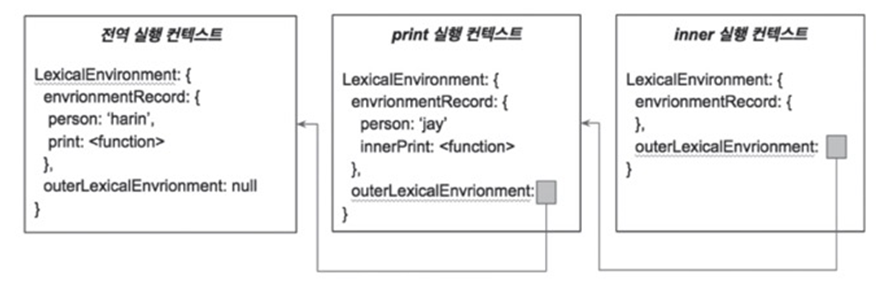 전역 실행 컨텍스트
LexicalEnvironment: {
envrionmentRecord: {
person: ‘harin’,
print: <function>
},
outerLexicalEnvrionment: null
}
print 실행 컨텍스트
LexicalEnvironment: {
envrionmentRecord: {
person: ‘jay’
innerPrint: <function>
},
outerLexicalEnvrionment:
}
inner 실행 컨텍스트
LexicalEnvironment: {
envrionmentRecord: {
},
outerLexicalEnvrionment:
}